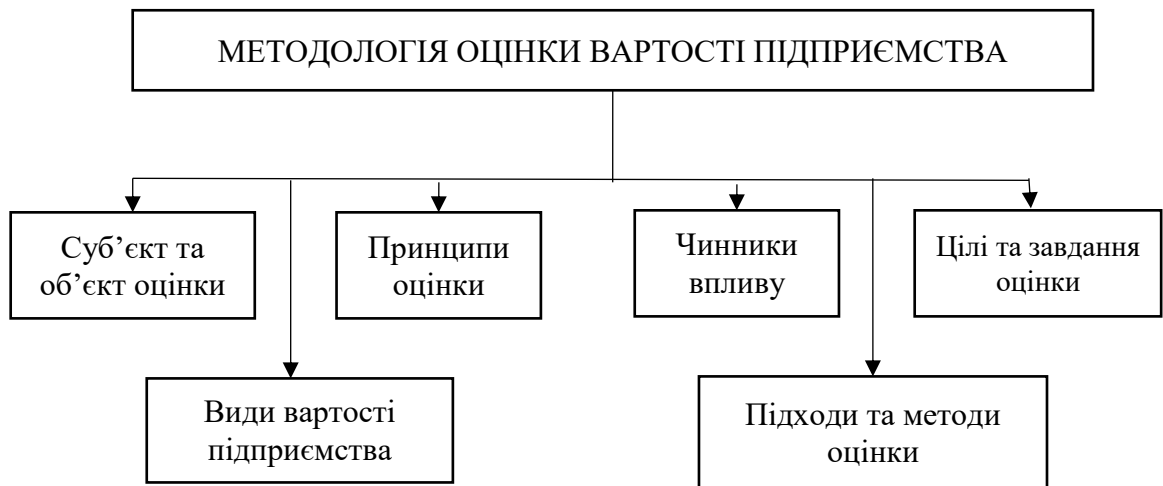 МЕТОДОЛОГІЯ ОЦІНКИ ВАРТОСТІ ПІДПРИЄМСТВА
Суб’єкт та
об’єкт оцінки
Принципи
оцінки
Чинники
впливу
Цілі та завдання
оцінки
Види вартості
підприємства
Підходи та методи
оцінки